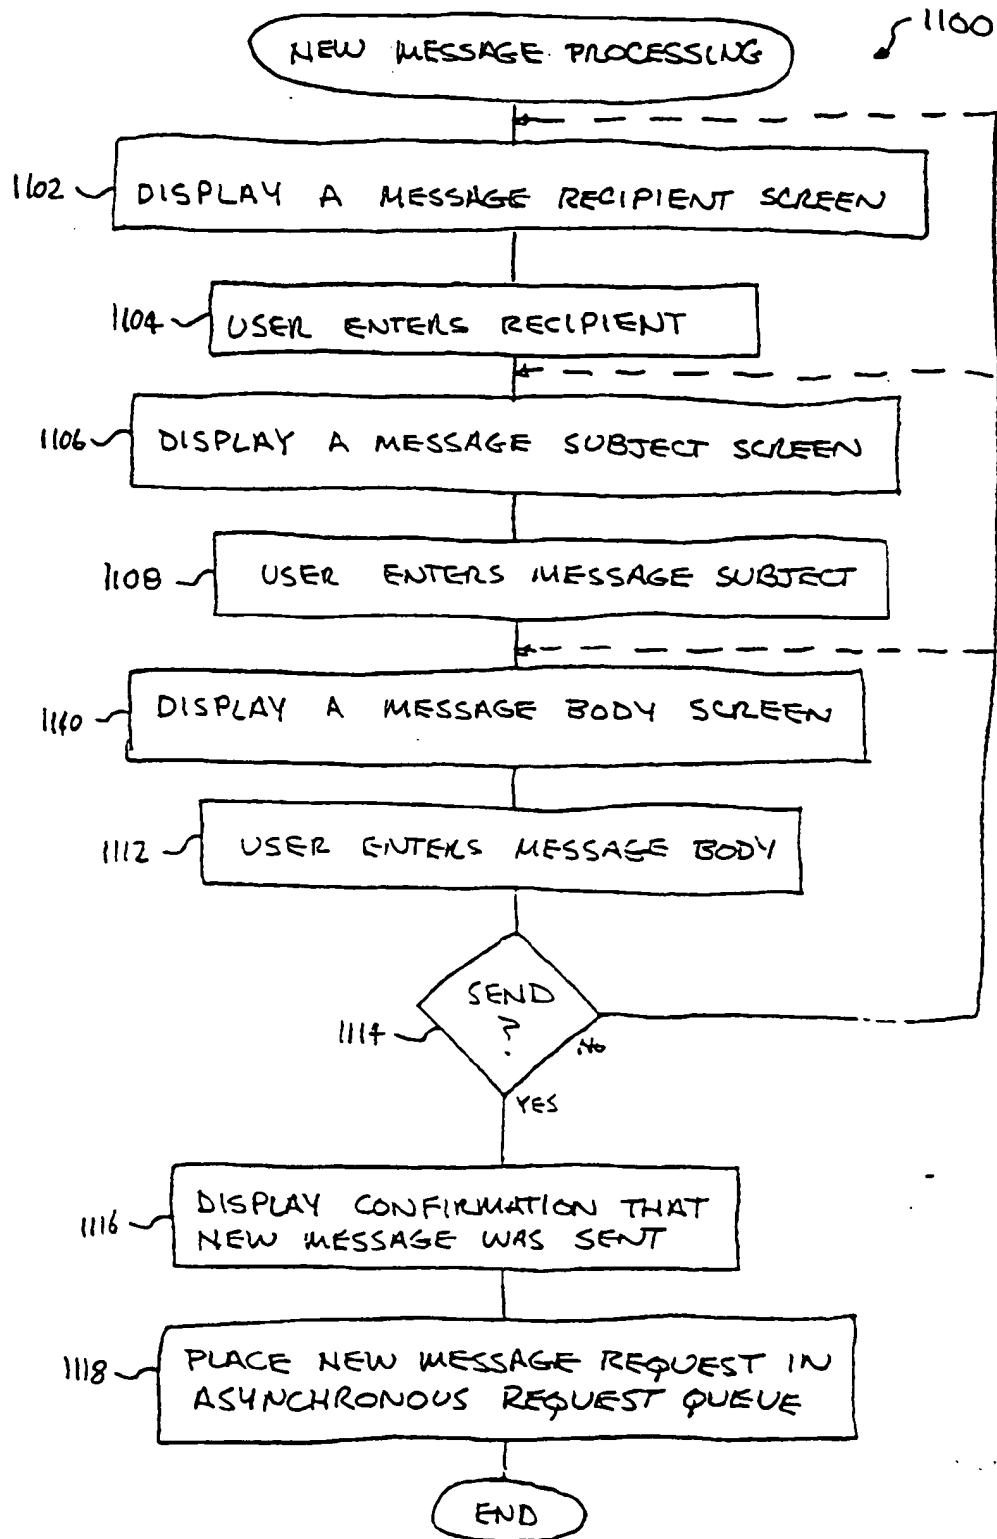 1100
NEW MESSAGE PROCESSING
1102
DISPLAY A MESSAGE RECIPIENT SCREEN
1104
USER ENTERS RECIPIENT
1106
DISPLAY A MESSAGE SUBJECT SCREEN
1108
USER ENTERS MESSAGE SUBJECT
1110
DISPLAY A MESSAGE BODY SCREEN
1112
USER ENTERS MESSAGE BODY
SEND
?
1114
NO
YES
1116
DISPLAY CONFIRMATION THAT
NEW MESSAGE WAS SENT
1118
PLACE NEW MESSAGE REQUEST IN
ASYNCHRONOUS REQUEST QUEUE
END